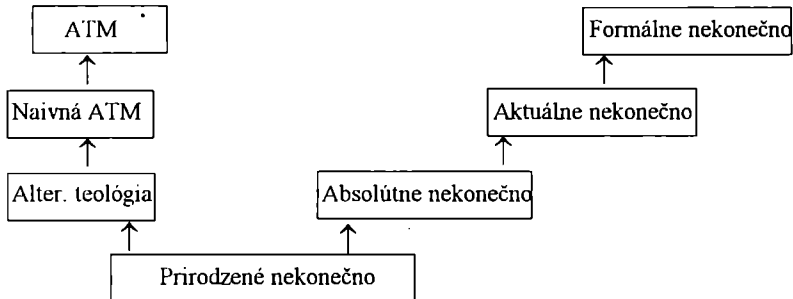 ATM
Formálne nekonečno
Naivná ATM
Aktuálne nekonečno
Alter. teológia
Absolútne nekonečno
Prirodzené nekonečno